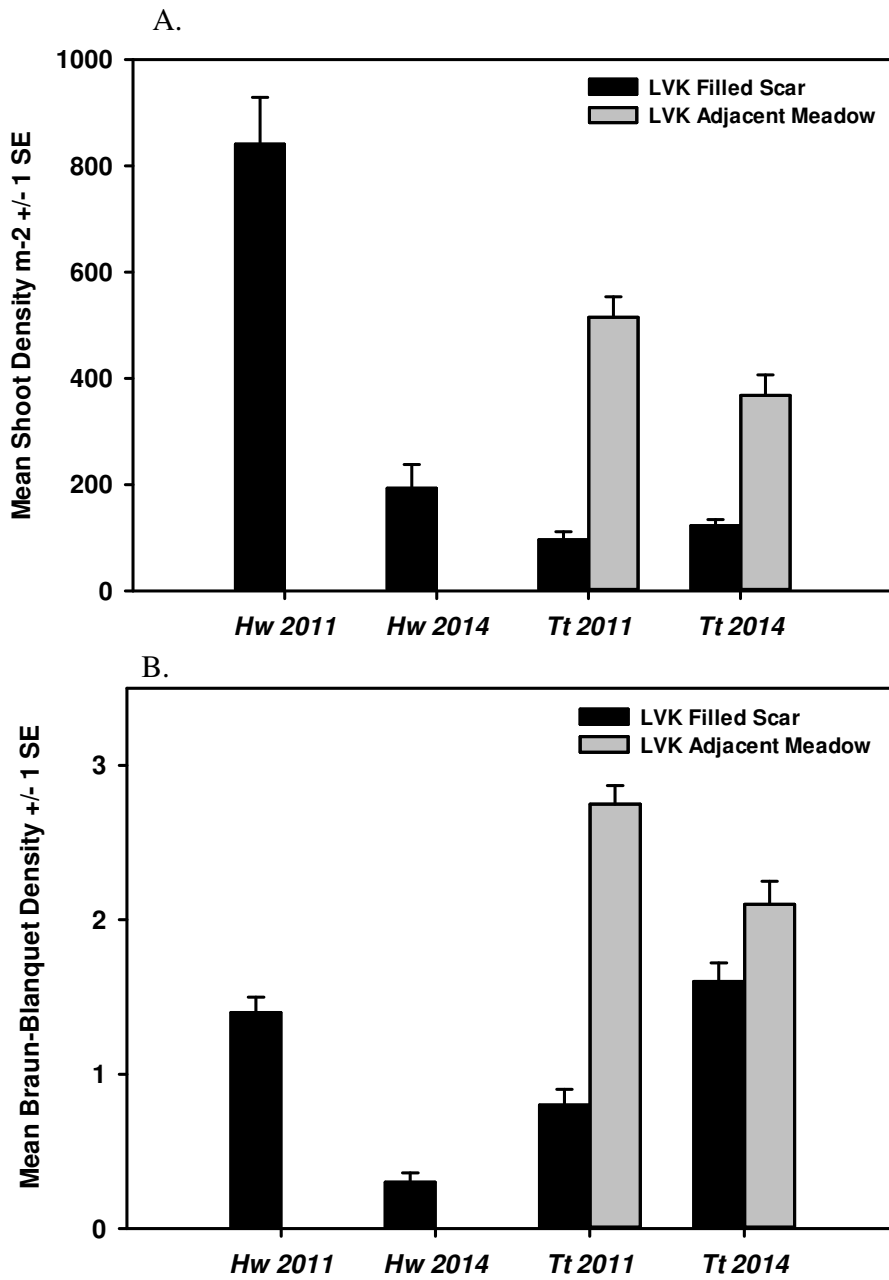 A.
1000
800
600
400
200
0
Mean Shoot Density m-2 +/- 1 SE
LVK Filled Scar
LVK Adjacent Meadow
Hw 2011 Hw 2014 Tt 2011 Tt 2014
B.
3
2
1
0
Mean Braun-Blanquet Density +/- 1 SE
LVK Filled Scar
LVK Adjacent Meadow
Hw 2011 Hw 2014 Tt 2011 Tt 2014